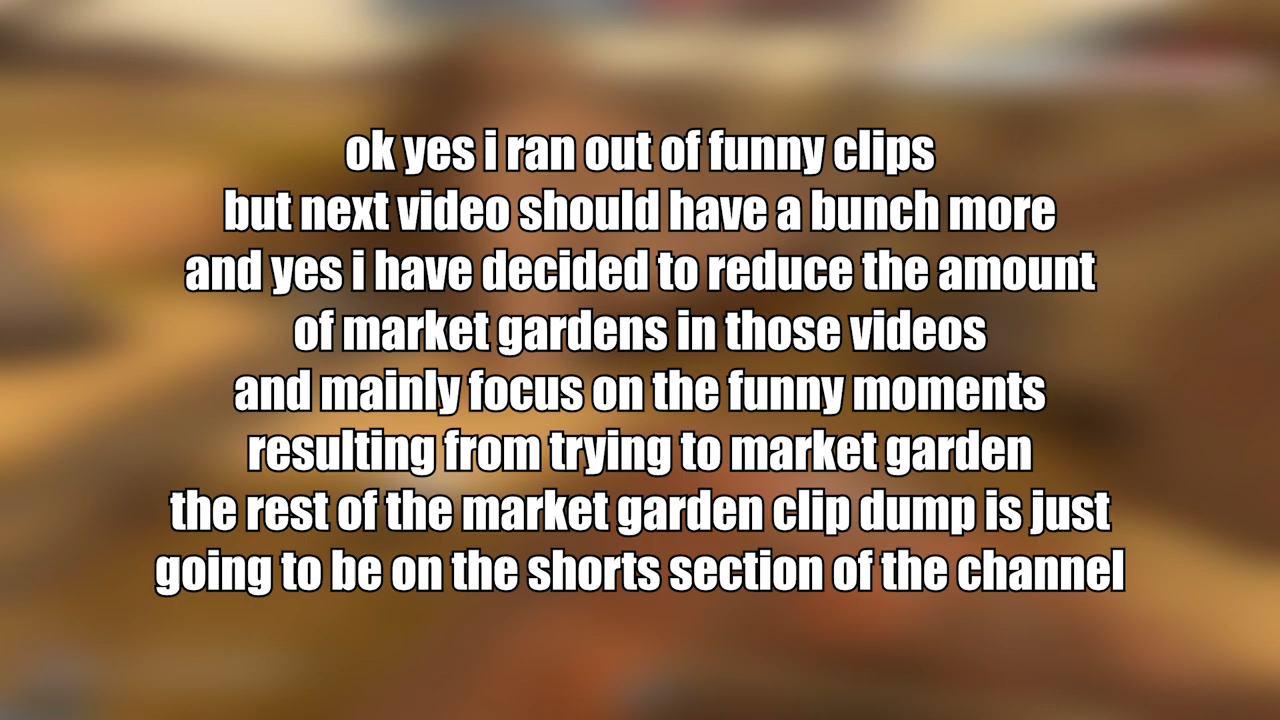 ok yes i ran out of funny clips
but next video should have a bunch more
and yes i have decided to reduce the amount
of market gardens in those videos
and mainly focus on the funny moments
resulting from trying to market garden
the rest of the market garden clip dump is just
going to be on the shorts section of the channel